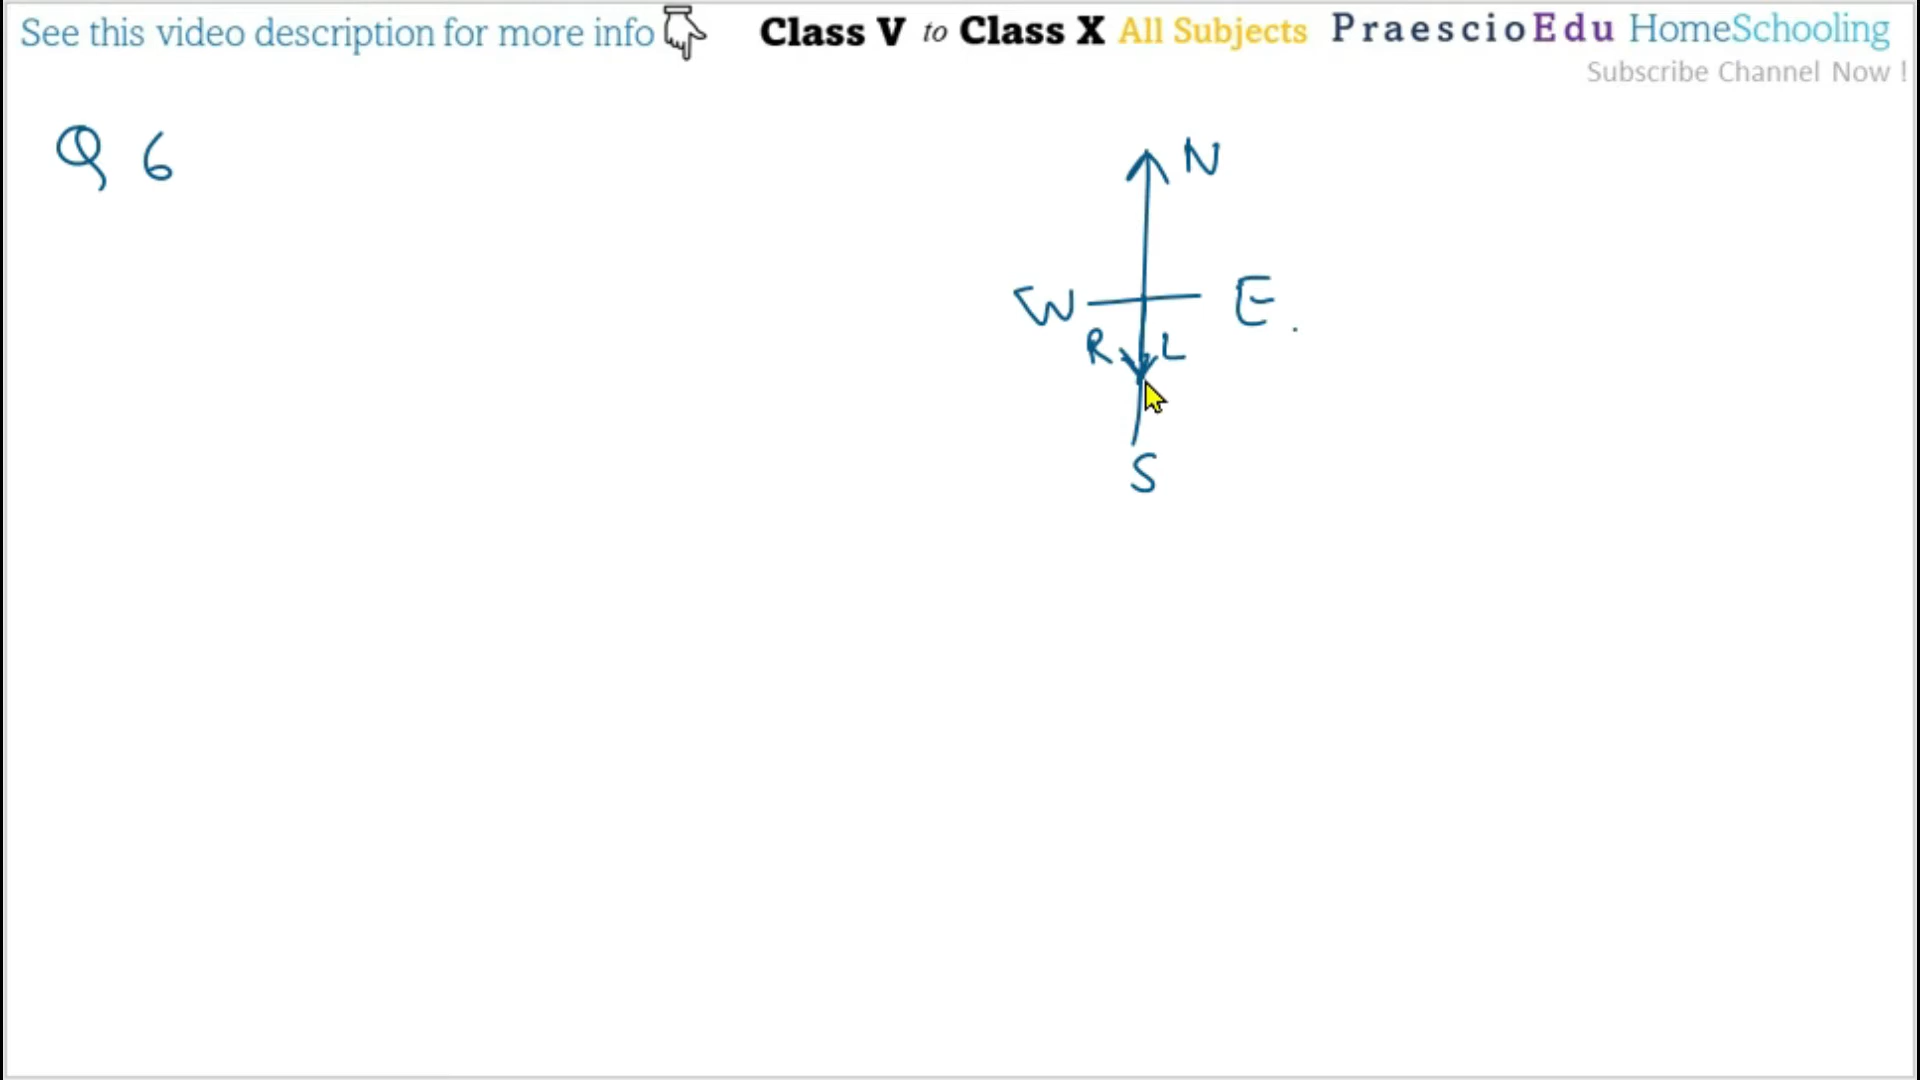 See this video description for more info Class V to Class X All Subjects PraescioEdu HomeSchooling
Subscribe Channel Now !
Q 6
N
W E
R L
S